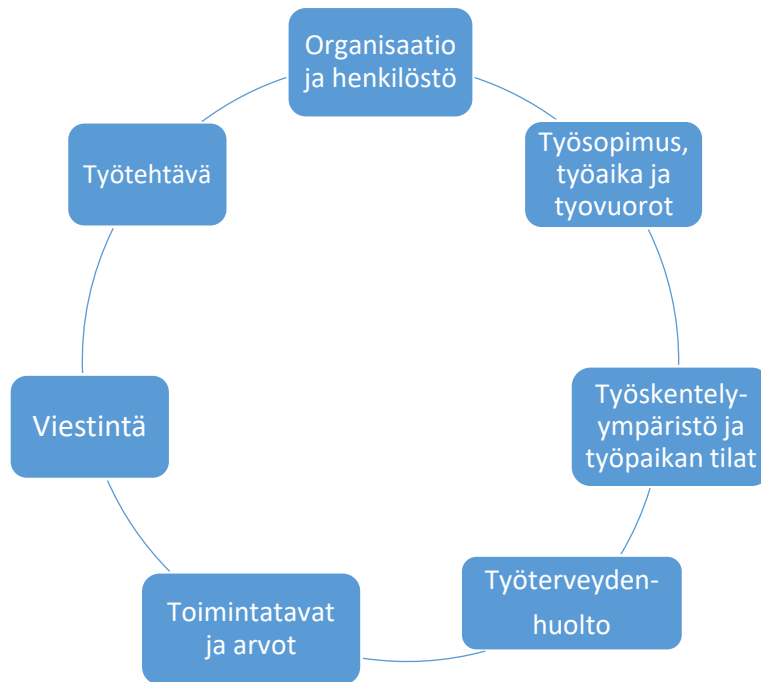 Organisaatio
ja henkilöstö
Työsopimus,
työaika ja
tyovuorot
Työskentely-
ympäristö ja
työpaikan tilat
Työterveyden-
huolto
Toimintatavat
ja arvot
Viestintä
Työtehtävä